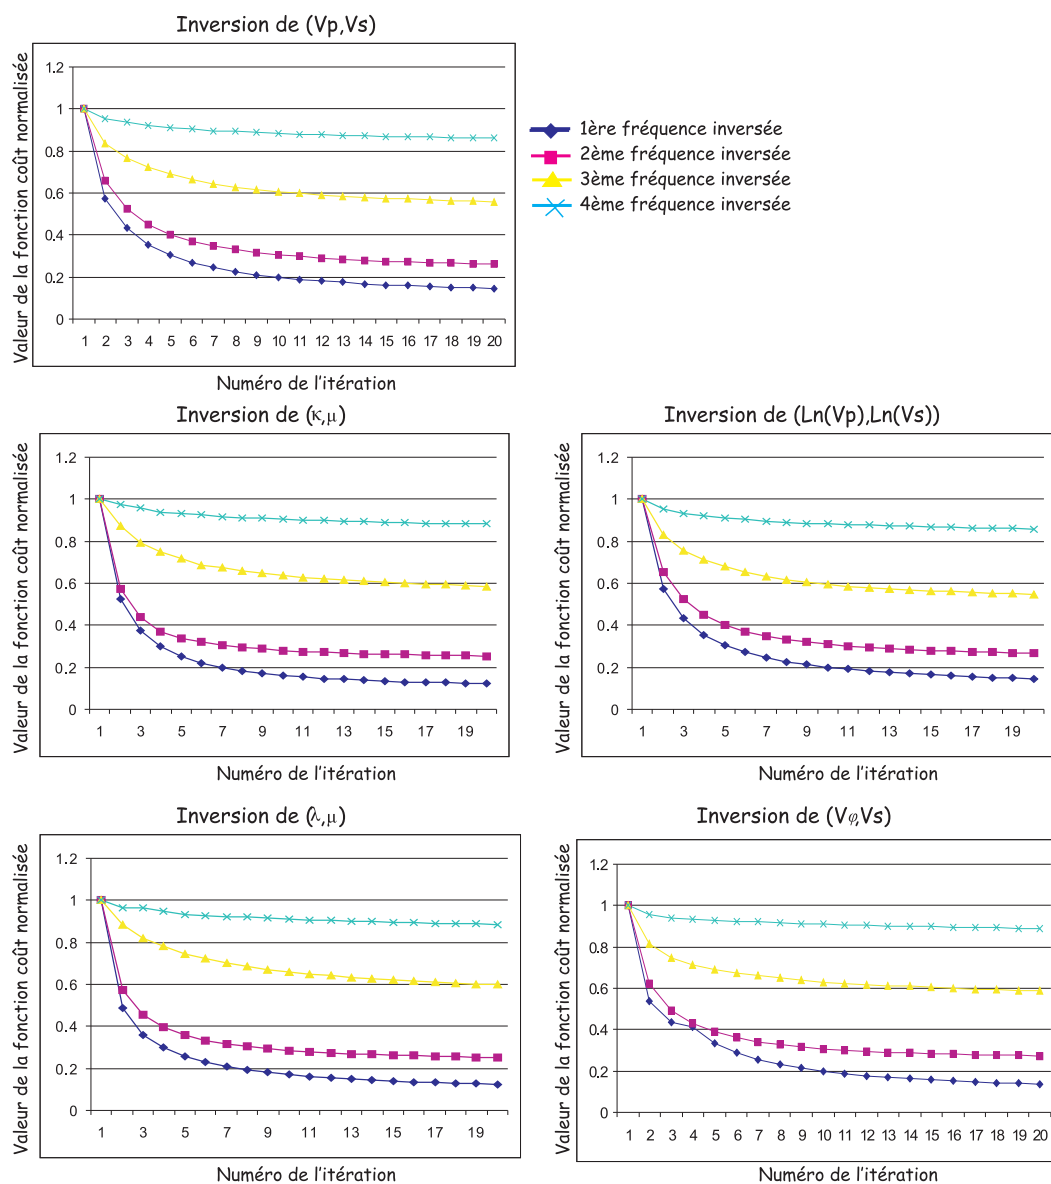 Inversion de (Vp,Vs)
Valeur de la fonction coût normalisée
1.2
1
0.8
0.6
0.4
0.2
0
1 2 3 4 5 6 7 8 9 10 11 12 13 14 15 16 17 18 19 20
Numéro de l'itération
1ère fréquence inversée
2ème fréquence inversée
3ème fréquence inversée
4ème fréquence inversée
Inversion de (κ,μ)
Valeur de la fonction coût normalisée
1.2
1
0.8
0.6
0.4
0.2
0
1 3 5 7 9 11 13 15 17 19
Numéro de l'itération
Inversion de (Ln(Vp),Ln(Vs))
Valeur de la fonction coût normalisée
1.2
1
0.8
0.6
0.4
0.2
0
1 3 5 7 9 11 13 15 17 19
Numéro de l'itération
Inversion de (λ,μ)
Valeur de la fonction coût normalisée
1.2
1
0.8
0.6
0.4
0.2
0
1 3 5 7 9 11 13 15 17 19
Numéro de l'itération
Inversion de (Vφ,Vs)
Valeur de la fonction coût normalisée
1.2
1
0.8
0.6
0.4
0.2
0
1 2 3 4 5 6 7 8 9 10 11 12 13 14 15 16 17 18 19 20
Numéro de l'itération